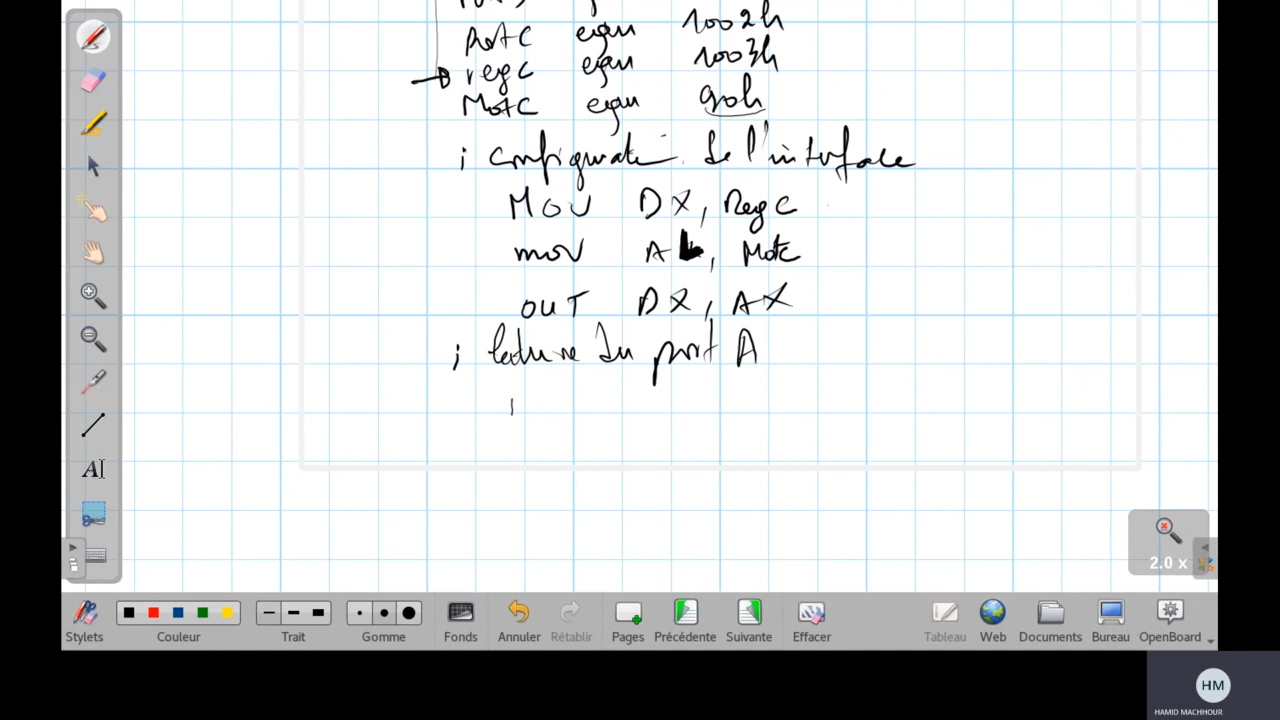 PortC equ 1002h
regC equ 1003h
MotC equ 90h
; configurati de l'interface
MOV DX, RegC
mov AL, MotC
OUT DX, AX
; lecture du port A
A
2.0 x
Stylets Couleur Trait Gomme Fonds Annuler Rétablir Pages Précédente Suivante Effacer Tableau Web Documents Bureau OpenBoard
HM
HAMID MACHHOUR